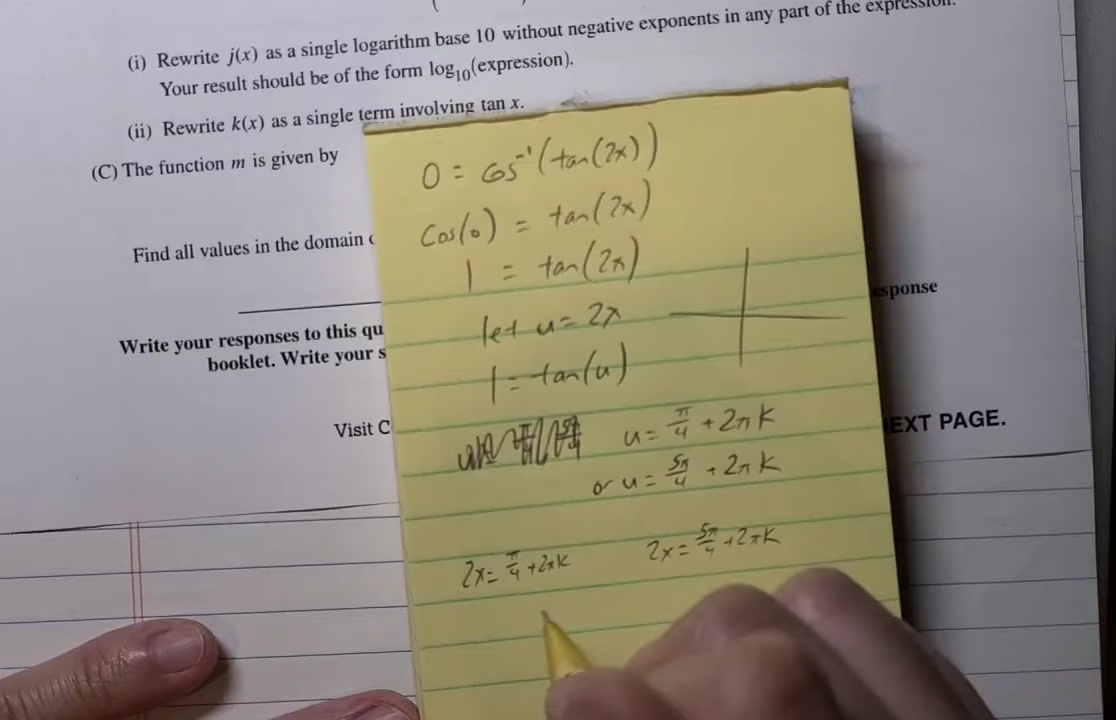 (i) Rewrite j(x) as a single logarithm base 10 without negative exponents in any part of the expression.
Your result should be of the form log₁₀(expression).
(ii) Rewrite k(x) as a single term involving tan x.
(C) The function m is given by
Find all values in the domain
Write your responses to this qu
booklet. Write your s
esponse
Visit C
EXT PAGE.
0 = cos⁻¹(tan(2x))
cos(0) = tan(2x)
1 = tan(2x)
let u = 2x
1 = tan(u)
u = π/4 + 2πk
or u = 5π/4 + 2πk
2x = π/4 + 2πk 2x = 5π/4 + 2πk